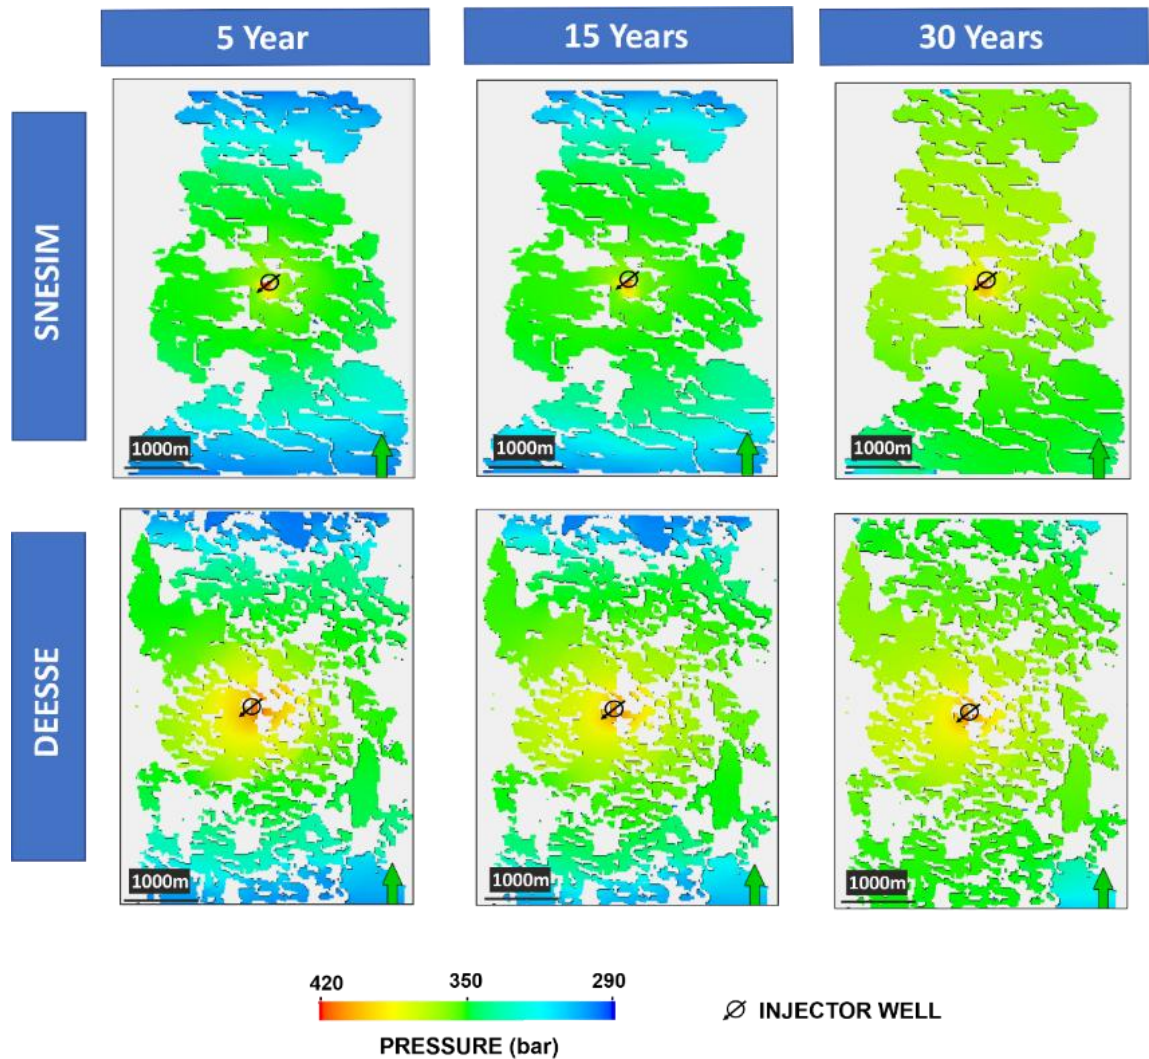 5 Year
15 Years
30 Years
SNESIM
1000m
1000m
1000m
DEESSE
1000m
1000m
1000m
420 350 290
PRESSURE (bar)
INJECTOR WELL